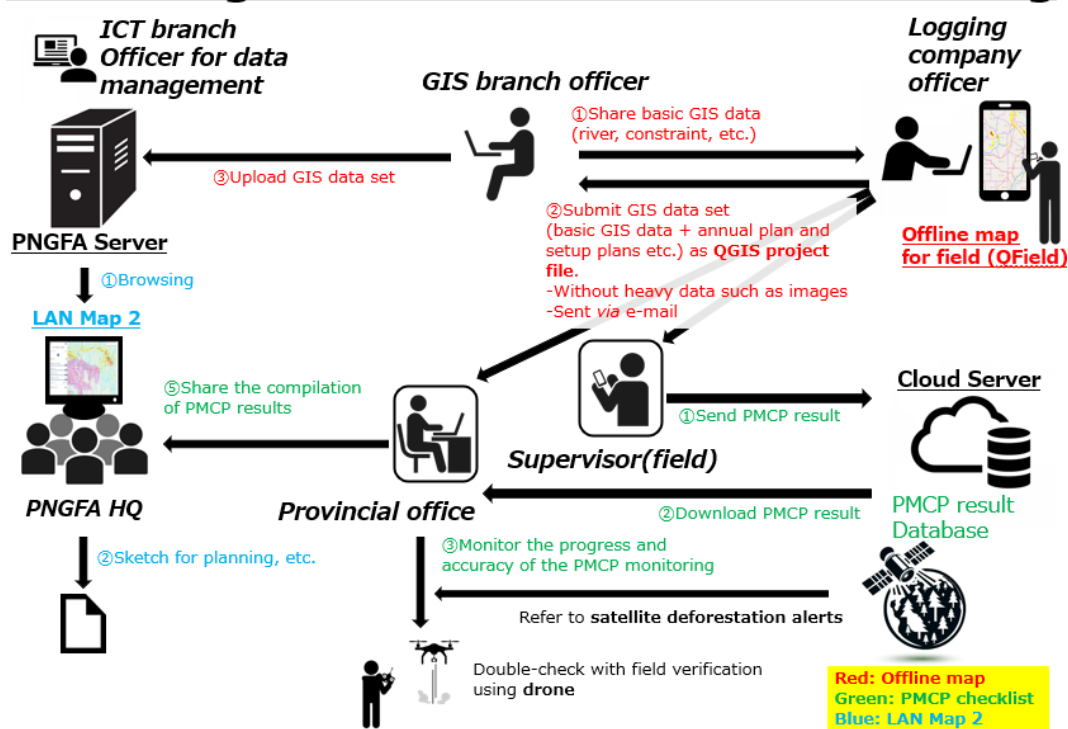 ICT branch
Officer for data
management
GIS branch officer
Logging
company
officer
①Share basic GIS data
(river, constraint, etc.)
③Upload GIS data set
②Submit GIS data set
(basic GIS data + annual plan and
setup plans etc.) as QGIS project
file.
-Without heavy data such as images
-Sent via e-mail
Offline map
for field (QField)
PNGFA Server
①Browsing
LAN Map 2
⑤Share the compilation
of PMCP results
Cloud Server
①Send PMCP result
Supervisor(field)
PNGFA HQ
Provincial office
②Download PMCP result
PMCP result
Database
②Sketch for planning, etc.
③Monitor the progress and
accuracy of the PMCP monitoring
Refer to satellite deforestation alerts
Double-check with field verification
using drone
Red: Offline map
Green: PMCP checklist
Blue: LAN Map 2